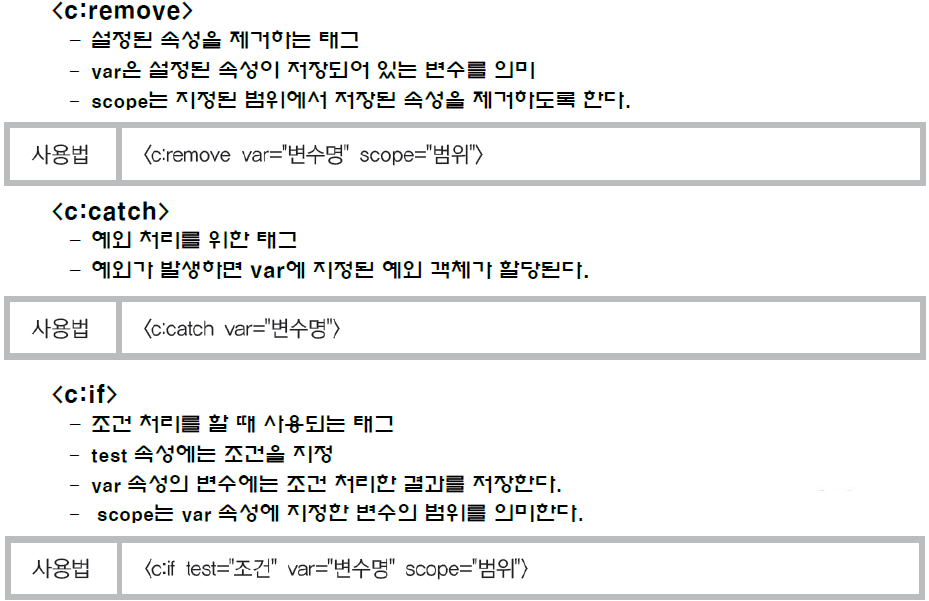 <c:remove>
– 설정된 속성을 제거하는 태그
– var은 설정된 속성이 저장되어 있는 변수를 의미
– scope는 지정된 범위에서 저장된 속성을 제거하도록 한다.
사용법 <c:remove var="변수명" scope="범위">
<c:catch>
– 예외 처리를 위한 태그
– 예외가 발생하면 var에 지정된 예외 객체가 할당된다.
사용법 <c:catch var="변수명">
<c:if>
– 조건 처리를 할 때 사용되는 태그
– test 속성에는 조건을 지정
– var 속성의 변수에는 조건 처리한 결과를 저장한다.
– scope는 var 속성에 지정한 변수의 범위를 의미한다.
사용법 <c:if test="조건" var="변수명" scope="범위">